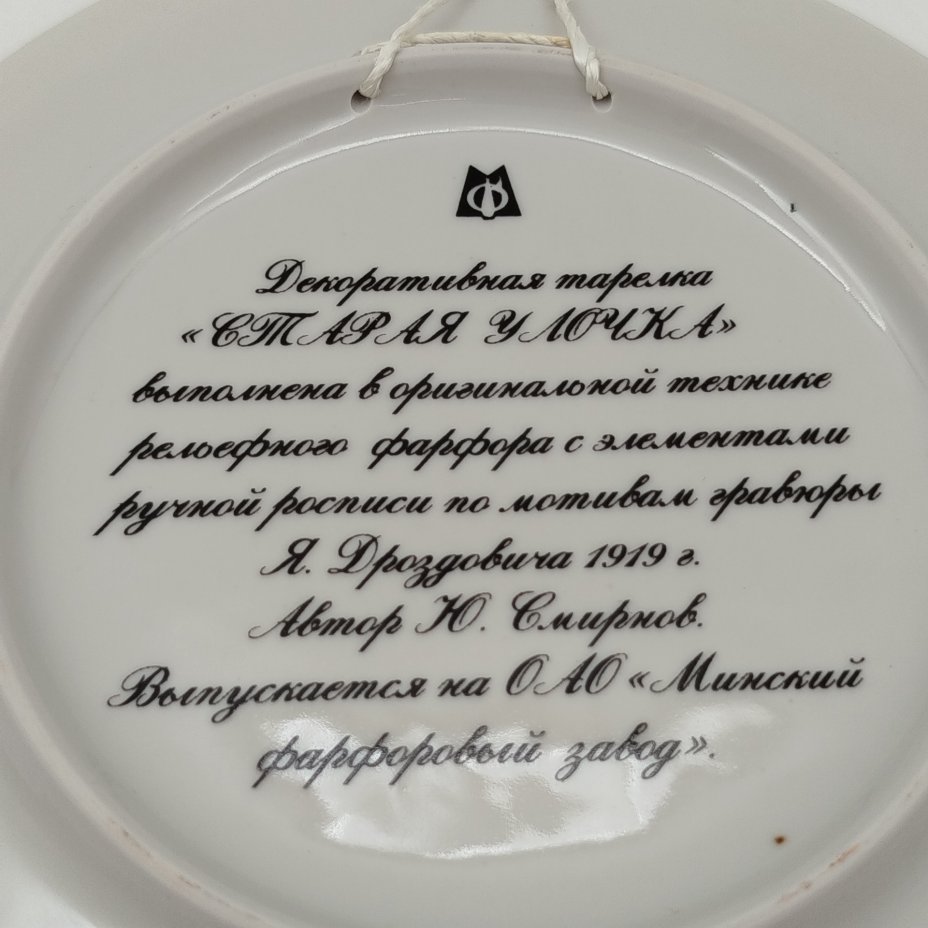 Декоративная тарелка
«СТАРАЯ УЛОЧКА»
выполнена в оригинальной технике
рельефного фарфора с элементами
ручной росписи по мотивам гравюры
Я. Дроздовича 1919 г.
Автор Ю. Смирнов.
Выпускается на ОАО «Минский
фарфоровый завод».